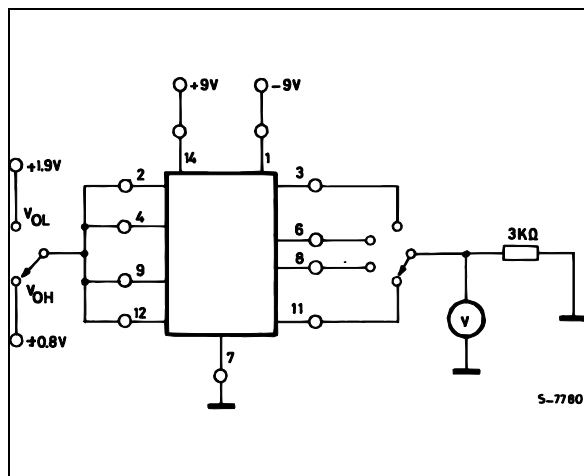 +9V -9V
14 1
+1.9V 2 3
VOL 4 6 3KΩ
9 8
VOH V
+0.8V 12 11
7
S-7780